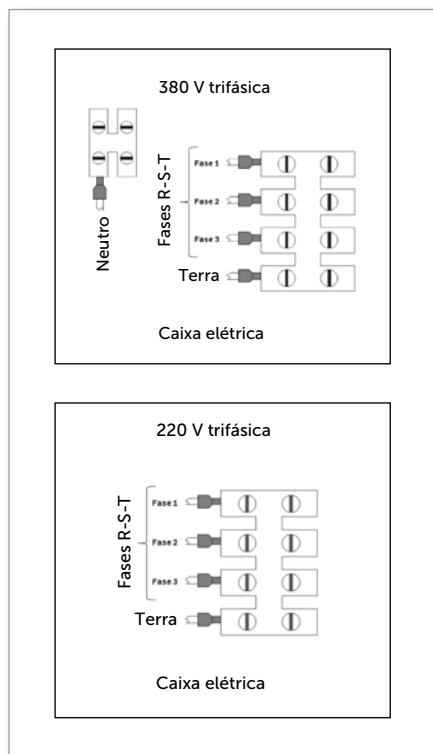 380 V trifásica
Neutro
Fases R-S-T
Fase 1
Fase 2
Fase 3
Terra
Caixa elétrica
220 V trifásica
Fases R-S-T
Fase 1
Fase 2
Fase 3
Terra
Caixa elétrica